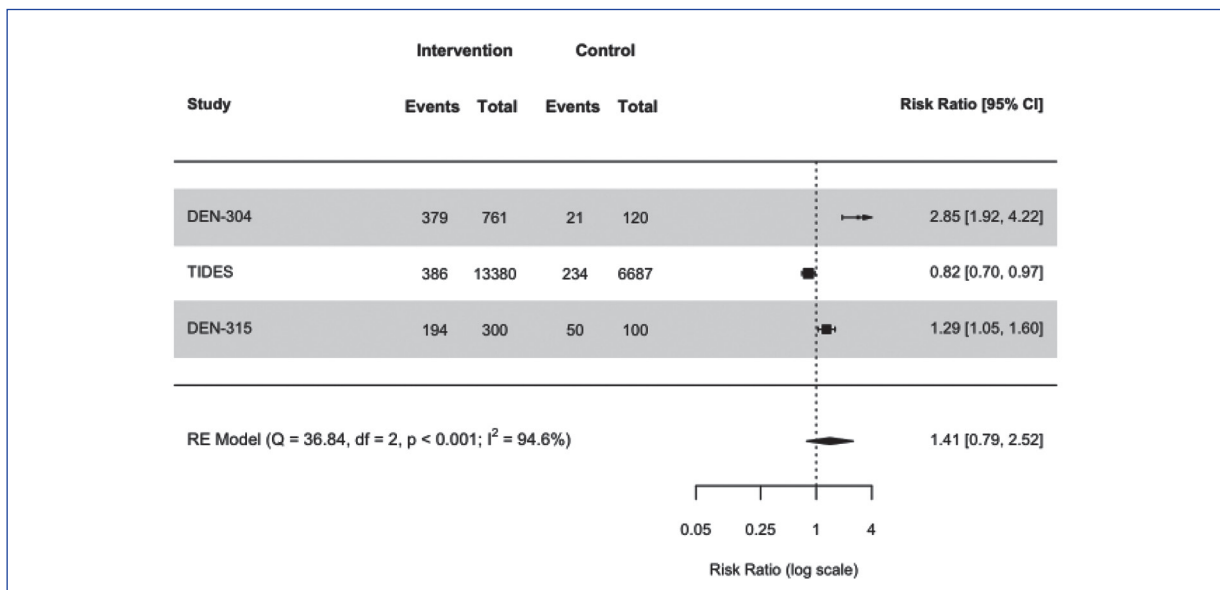 Intervention Control
Study Events Total Events Total Risk Ratio [95% CI]
DEN-304 379 761 21 120 2.85 [1.92, 4.22]
TIDES 386 13380 234 6687 0.82 [0.70, 0.97]
DEN-315 194 300 50 100 1.29 [1.05, 1.60]
RE Model (Q = 36.84, df = 2, p < 0.001; I² = 94.6%) 1.41 [0.79, 2.52]
0.05 0.25 1 4
Risk Ratio (log scale)